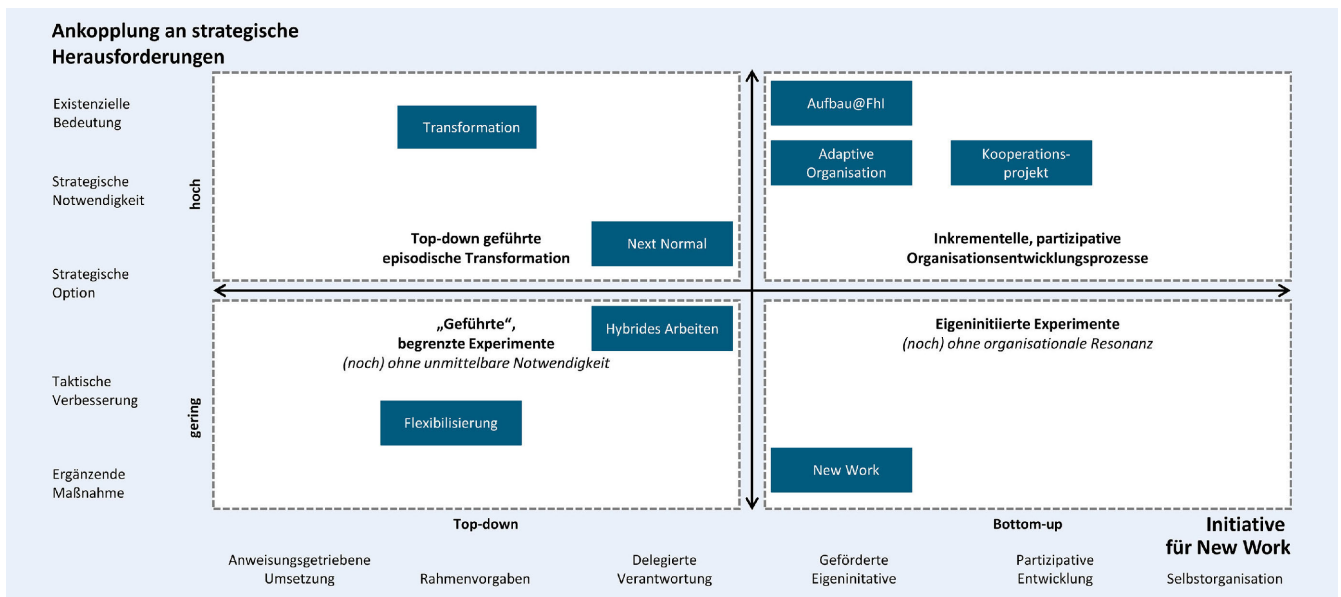 Ankopplung an strategische
Herausforderungen
Existenzielle
Bedeutung
Strategische
Notwendigkeit
Strategische
Option
Taktische
Verbesserung
Ergänzende
Maßnahme
hoch
gering
Transformation
Top-down geführte
episodische Transformation
Next Normal
Aufbau@FhI
Adaptive
Organisation
Kooperations-
projekt
Inkrementelle, partizipative
Organisationsentwicklungsprozesse
„Geführte“,
begrenzte Experimente
(noch) ohne unmittelbare Notwendigkeit
Hybrides Arbeiten
Flexibilisierung
Eigeninitiierte Experimente
(noch) ohne organisationale Resonanz
New Work
Top-down
Bottom-up
Initiative
für New Work
Anweisungsgetriebene
Umsetzung
Rahmenvorgaben
Delegierte
Verantwortung
Geförderte
Eigeninitative
Partizipative
Entwicklung
Selbstorganisation